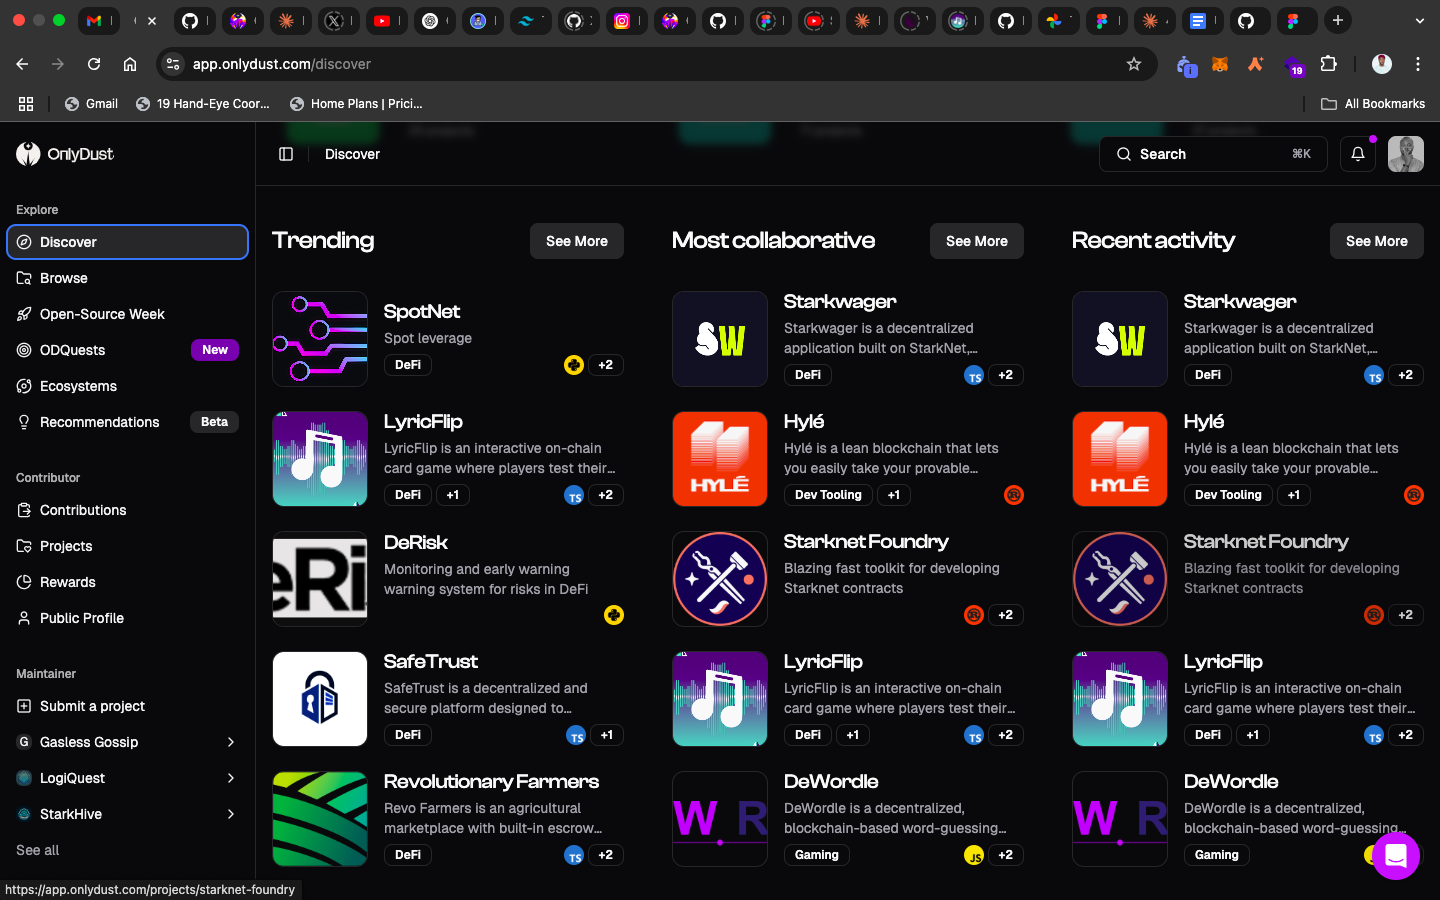 app.onlydust.com/discover
19
Gmail
19 Hand-Eye Coor...
Home Plans | Prici...
All Bookmarks
OnlyDust
Discover
Search
⌘K
Explore
Discover
Browse
Open-Source Week
ODQuests
New
Ecosystems
Recommendations
Beta
Contributor
Contributions
Projects
Rewards
Public Profile
Maintainer
Submit a project
G
Gasless Gossip
LogiQuest
StarkHive
See all
Trending
See More
SpotNet
Spot leverage
DeFi
+2
LyricFlip
LyricFlip is an interactive on-chain
card game where players test their...
DeFi
+1
TS
+2
eRi
DeRisk
Monitoring and early warning
warning system for risks in DeFi
SafeTrust
SafeTrust is a decentralized and
secure platform designed to...
DeFi
TS
+1
Revolutionary Farmers
Revo Farmers is an agricultural
marketplace with built-in escrow...
DeFi
TS
+2
Most collaborative
See More
SW
Starkwager
Starkwager is a decentralized
application built on StarkNet,...
DeFi
TS
+2
HYLÉ
Hylé
Hylé is a lean blockchain that lets
you easily take your provable...
Dev Tooling
+1
Starknet Foundry
Blazing fast toolkit for developing
Starknet contracts
+2
LyricFlip
LyricFlip is an interactive on-chain
card game where players test their...
DeFi
+1
TS
+2
W R
DeWordle
DeWordle is a decentralized,
blockchain-based word-guessing...
Gaming
JS
+2
Recent activity
See More
SW
Starkwager
Starkwager is a decentralized
application built on StarkNet,...
DeFi
TS
+2
HYLÉ
Hylé
Hylé is a lean blockchain that lets
you easily take your provable...
Dev Tooling
+1
Starknet Foundry
Blazing fast toolkit for developing
Starknet contracts
+2
LyricFlip
LyricFlip is an interactive on-chain
card game where players test their...
DeFi
+1
TS
+2
W R
DeWordle
DeWordle is a decentralized,
blockchain-based word-guessing...
Gaming
https://app.onlydust.com/projects/starknet-foundry